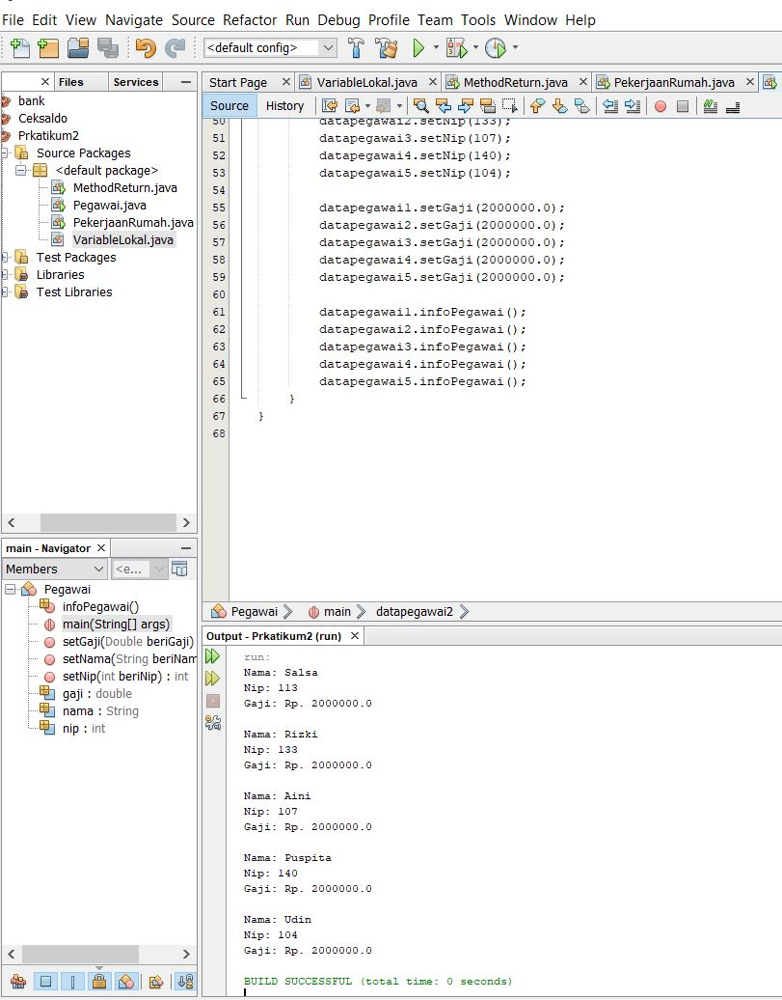 File Edit View Navigate Source Refactor Run Debug Profile Team Tools Window Help
<default config>
Files Services
bank
Ceksaldo
Prkatikum2
Source Packages
<default package>
MethodReturn.java
Pegawai.java
PekerjaanRumah.java
VariableLokal.java
Test Packages
Libraries
Test Libraries
Start Page VariableLokal.java MethodReturn.java PekerjaanRumah.java
Source History
50 datapegawai2.setNip(133);
51 datapegawai3.setNip(107);
52 datapegawai4.setNip(140);
53 datapegawai5.setNip(104);
54
55 datapegawai1.setGaji(2000000.0);
56 datapegawai2.setGaji(2000000.0);
57 datapegawai3.setGaji(2000000.0);
58 datapegawai4.setGaji(2000000.0);
59 datapegawai5.setGaji(2000000.0);
60
61 datapegawai1.infoPegawai();
62 datapegawai2.infoPegawai();
63 datapegawai3.infoPegawai();
64 datapegawai4.infoPegawai();
65 datapegawai5.infoPegawai();
66 }
67 }
68
Pegawai main datapegawai2
main - Navigator
Members <e...
Pegawai
infoPegawai()
main(String[] args)
setGaji(Double beriGaji)
setNama(String beriNam
setNip(int beriNip) : int
gaji : double
nama : String
nip : int
Output - Prkatikum2 (run)
run:
Nama: Salsa
Nip: 113
Gaji: Rp. 2000000.0
Nama: Rizki
Nip: 133
Gaji: Rp. 2000000.0
Nama: Aini
Nip: 107
Gaji: Rp. 2000000.0
Nama: Puspita
Nip: 140
Gaji: Rp. 2000000.0
Nama: Udin
Nip: 104
Gaji: Rp. 2000000.0
BUILD SUCCESSFUL (total time: 0 seconds)